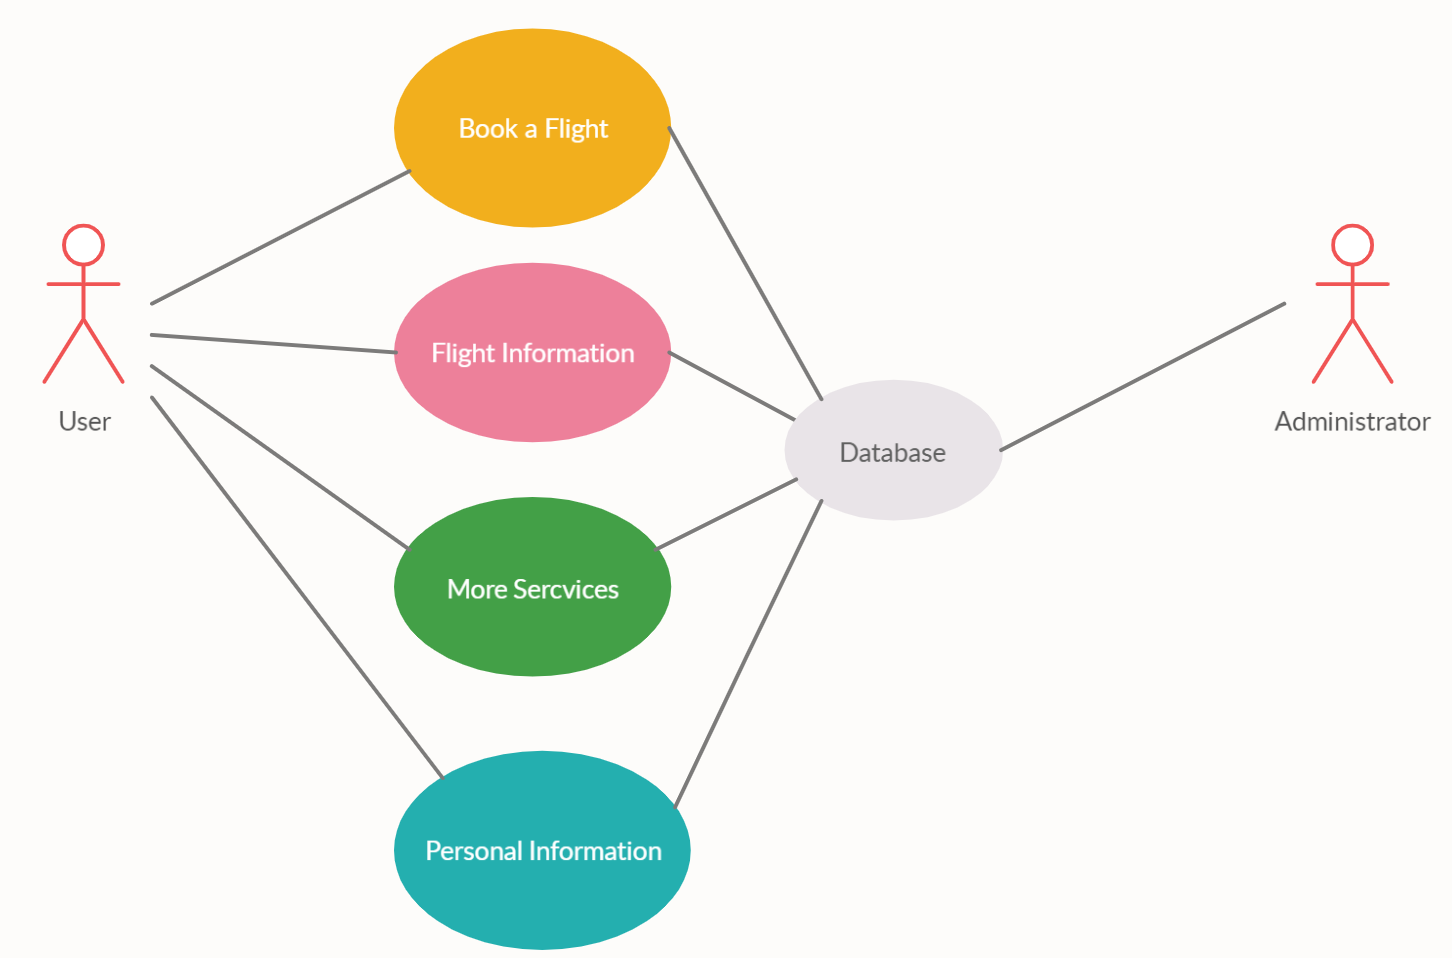 Book a Flight
Flight Information
User
Administrator
Database
More Sercvices
Personal Information